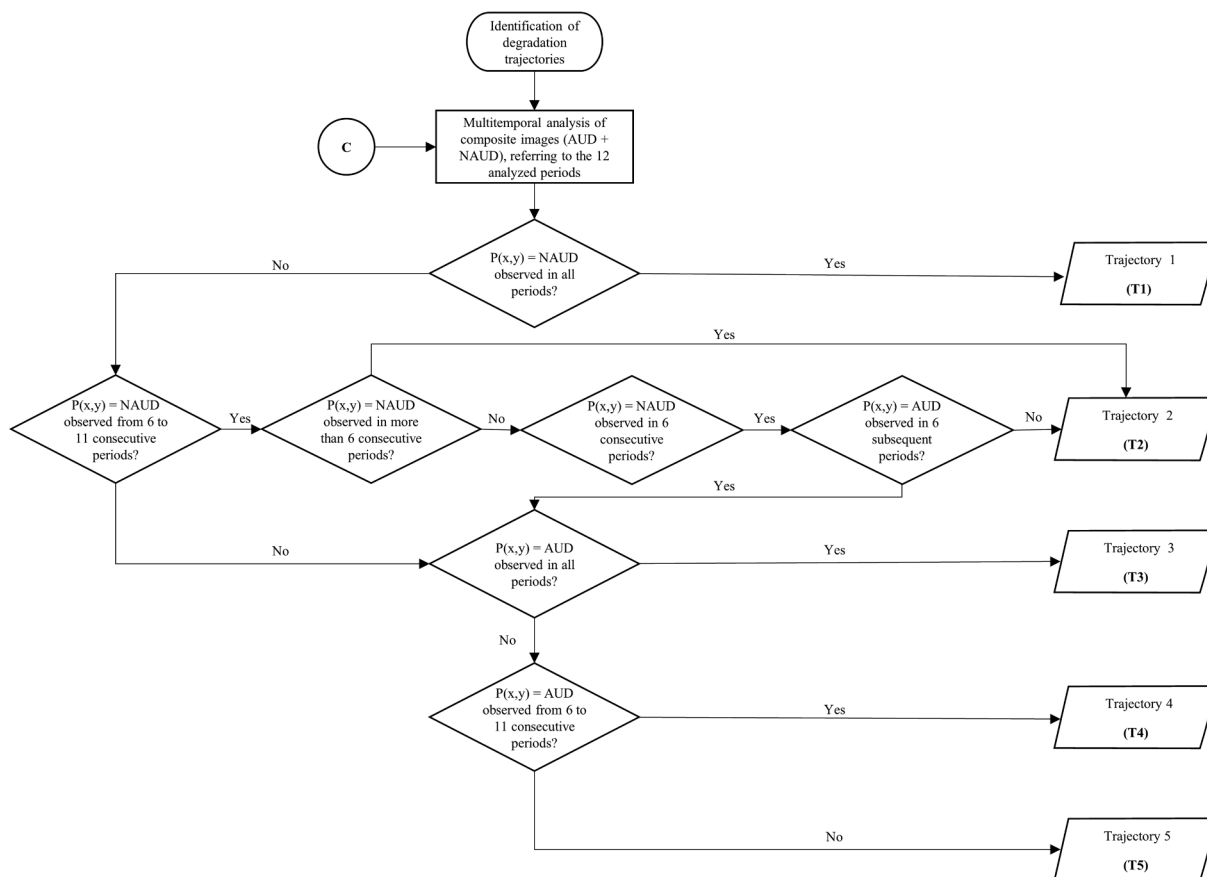 Identification of
degradation
trajectories
C
Multitemporal analysis of
composite images (AUD +
NAUD), referring to the 12
analyzed periods
P(x,y) = NAUD
observed in all
periods?
No
Yes
Trajectory 1
(T1)
Yes
P(x,y) = NAUD
observed from 6 to
11 consecutive
periods?
Yes
P(x,y) = NAUD
observed in more
than 6 consecutive
periods?
No
P(x,y) = NAUD
observed in 6
consecutive
periods?
Yes
P(x,y) = AUD
observed in 6
subsequent
periods?
No
Trajectory 2
(T2)
Yes
No
P(x,y) = AUD
observed in all
periods?
Yes
Trajectory 3
(T3)
No
P(x,y) = AUD
observed from 6 to
11 consecutive
periods?
Yes
Trajectory 4
(T4)
No
Trajectory 5
(T5)